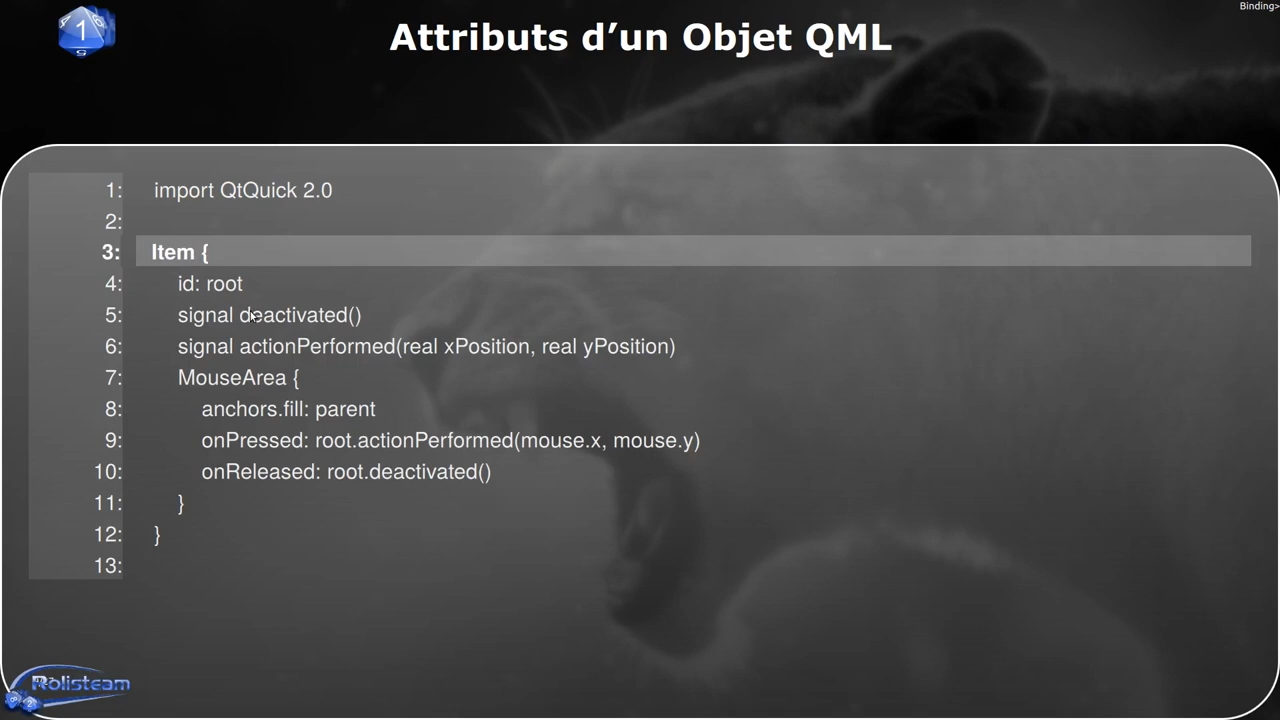 Binding>
Attributs d’un Objet QML
1: import QtQuick 2.0
2:
3: Item {
4: id: root
5: signal deactivated()
6: signal actionPerformed(real xPosition, real yPosition)
7: MouseArea {
8: anchors.fill: parent
9: onPressed: root.actionPerformed(mouse.x, mouse.y)
10: onReleased: root.deactivated()
11: }
12: }
13:
Rolisteam